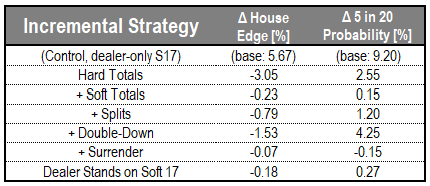 Incremental Strategy Δ House Edge [%] Δ 5 in 20 Probability [%]
(Control, dealer-only S17) (base: 5.67) (base: 9.20)
Hard Totals -3.05 2.55
+ Soft Totals -0.23 0.15
+ Splits -0.79 1.20
+ Double-Down -1.53 4.25
+ Surrender -0.07 -0.15
Dealer Stands on Soft 17 -0.18 0.27